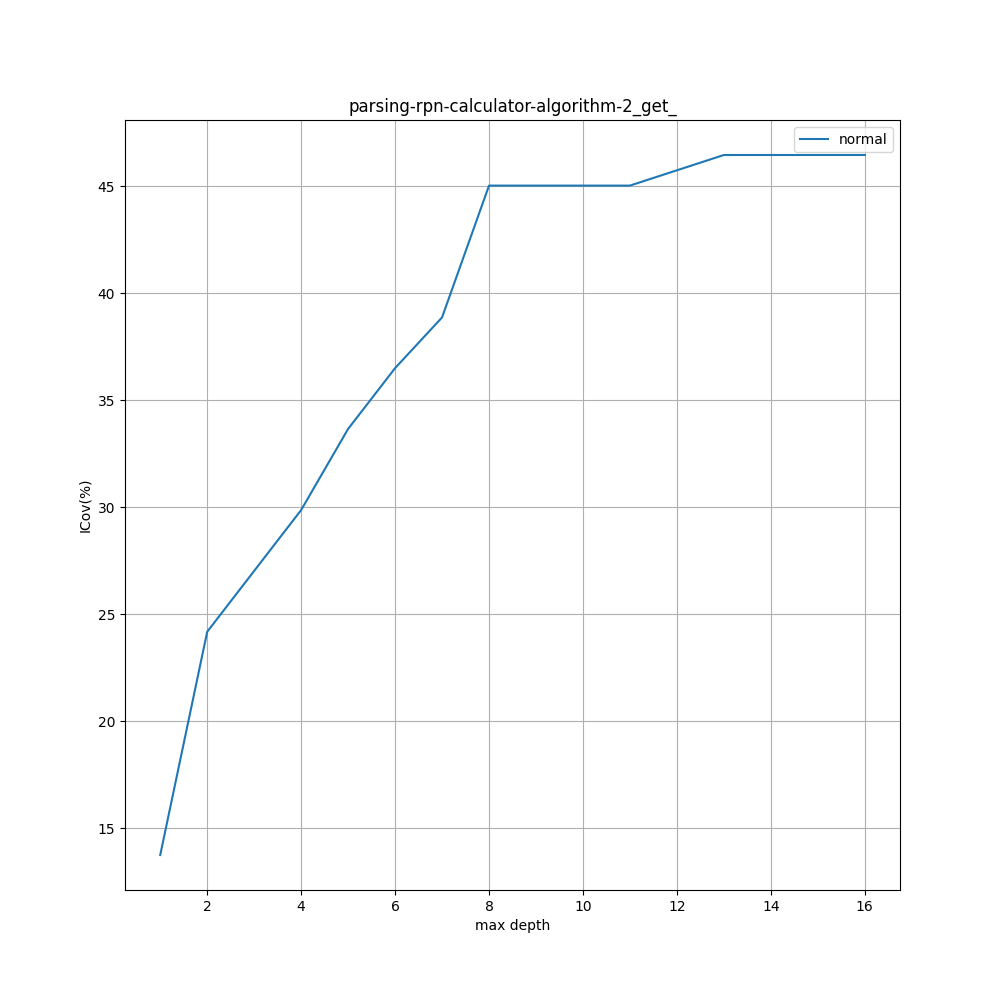 parsing-rpn-calculator-algorithm-2_get_
normal
ICov(%)
45
40
35
30
25
20
15
2 4 6 8 10 12 14 16
max depth